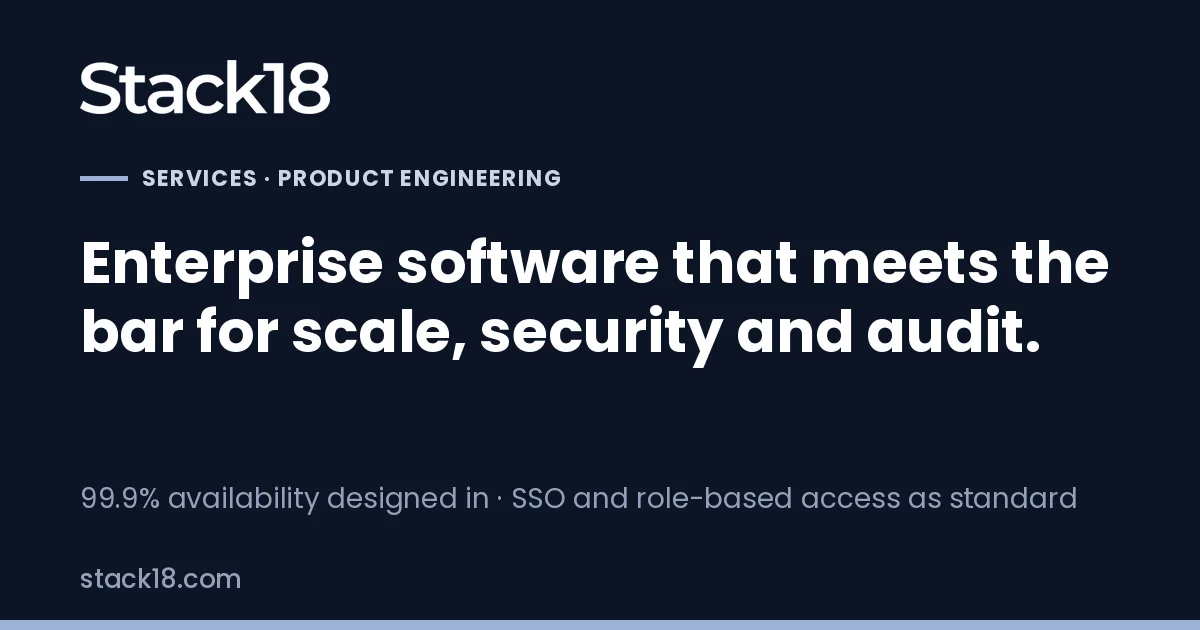 Stack18
SERVICES · PRODUCT ENGINEERING
Enterprise software that meets the
bar for scale, security and audit.
99.9% availability designed in · SSO and role-based access as standard
stack18.com